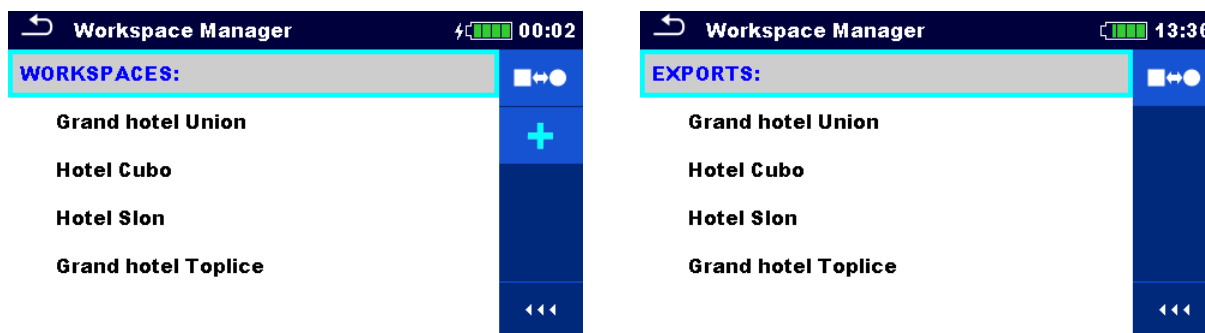 Workspace Manager 00:02
WORKSPACES:
Grand hotel Union
Hotel Cubo
Hotel Slon
Grand hotel Toplice
Workspace Manager 13:36
EXPORTS:
Grand hotel Union
Hotel Cubo
Hotel Slon
Grand hotel Toplice